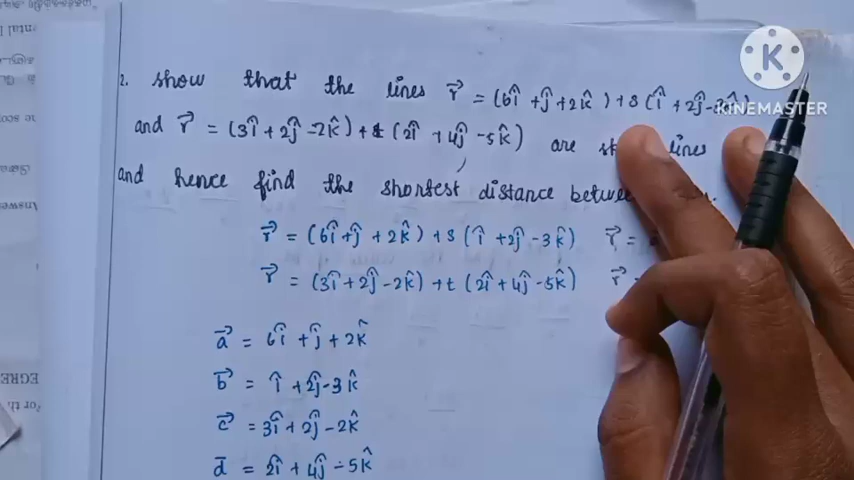 2. show that the lines r⃗ = (6î +ĵ +2k̂ ) +s (î +2ĵ-3k̂)
KINEMASTER
and r⃗ = (3î +2ĵ -2k̂) +t (2î +4ĵ -5k̂) are lines
and hence find the shortest distance
r⃗ = (6î+ĵ +2k̂) +s (î +2ĵ -3k̂) r⃗ =
r⃗ = (3î +2ĵ -2k̂) +t (2î +4ĵ -5k̂) r⃗
a⃗ = 6î +ĵ +2k̂
b⃗ = î +2ĵ-3k̂
c⃗ = 3î +2ĵ -2k̂
d⃗ = 2î + 4ĵ -5k̂